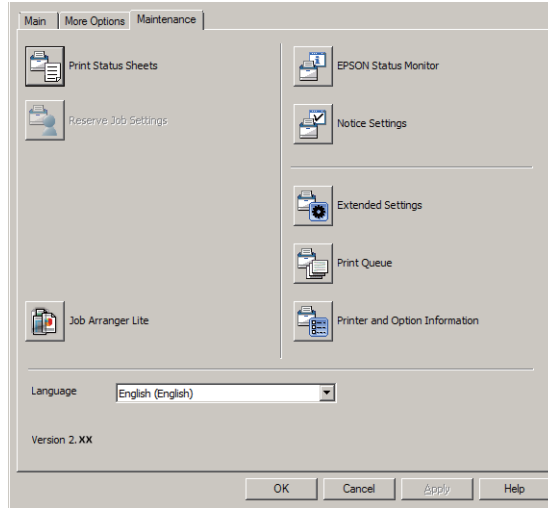 Main More Options Maintenance
Print Status Sheets
Reserve Job Settings
Job Arranger Lite
EPSON Status Monitor
Notice Settings
Extended Settings
Print Queue
Printer and Option Information
Language English (English)
Version 2.XX
OK Cancel Apply Help